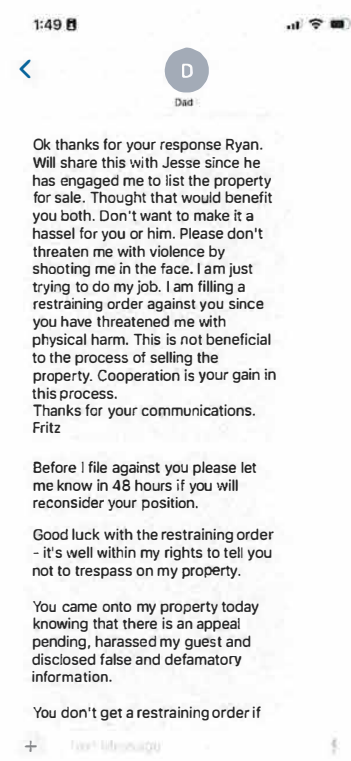 1:49
D
Dad
Ok thanks for your response Ryan.
Will share this with Jesse since he
has engaged me to list the property
for sale. Thought that would benefit
you both. Don't want to make it a
hassel for you or him. Please don't
threaten me with violence by
shooting me in the face. I am just
trying to do my job. I am filling a
restraining order against you since
you have threatened me with
physical harm. This is not beneficial
to the process of selling the
property. Cooperation is your gain in
this process.
Thanks for your communications.
Fritz
Before I file against you please let
me know in 48 hours if you will
reconsider your position.
Good luck with the restraining order
- it's well within my rights to tell you
not to trespass on my property.
You came onto my property today
knowing that there is an appeal
pending, harassed my guest and
disclosed false and defamatory
information.
You don't get a restraining order if
+ Text Message